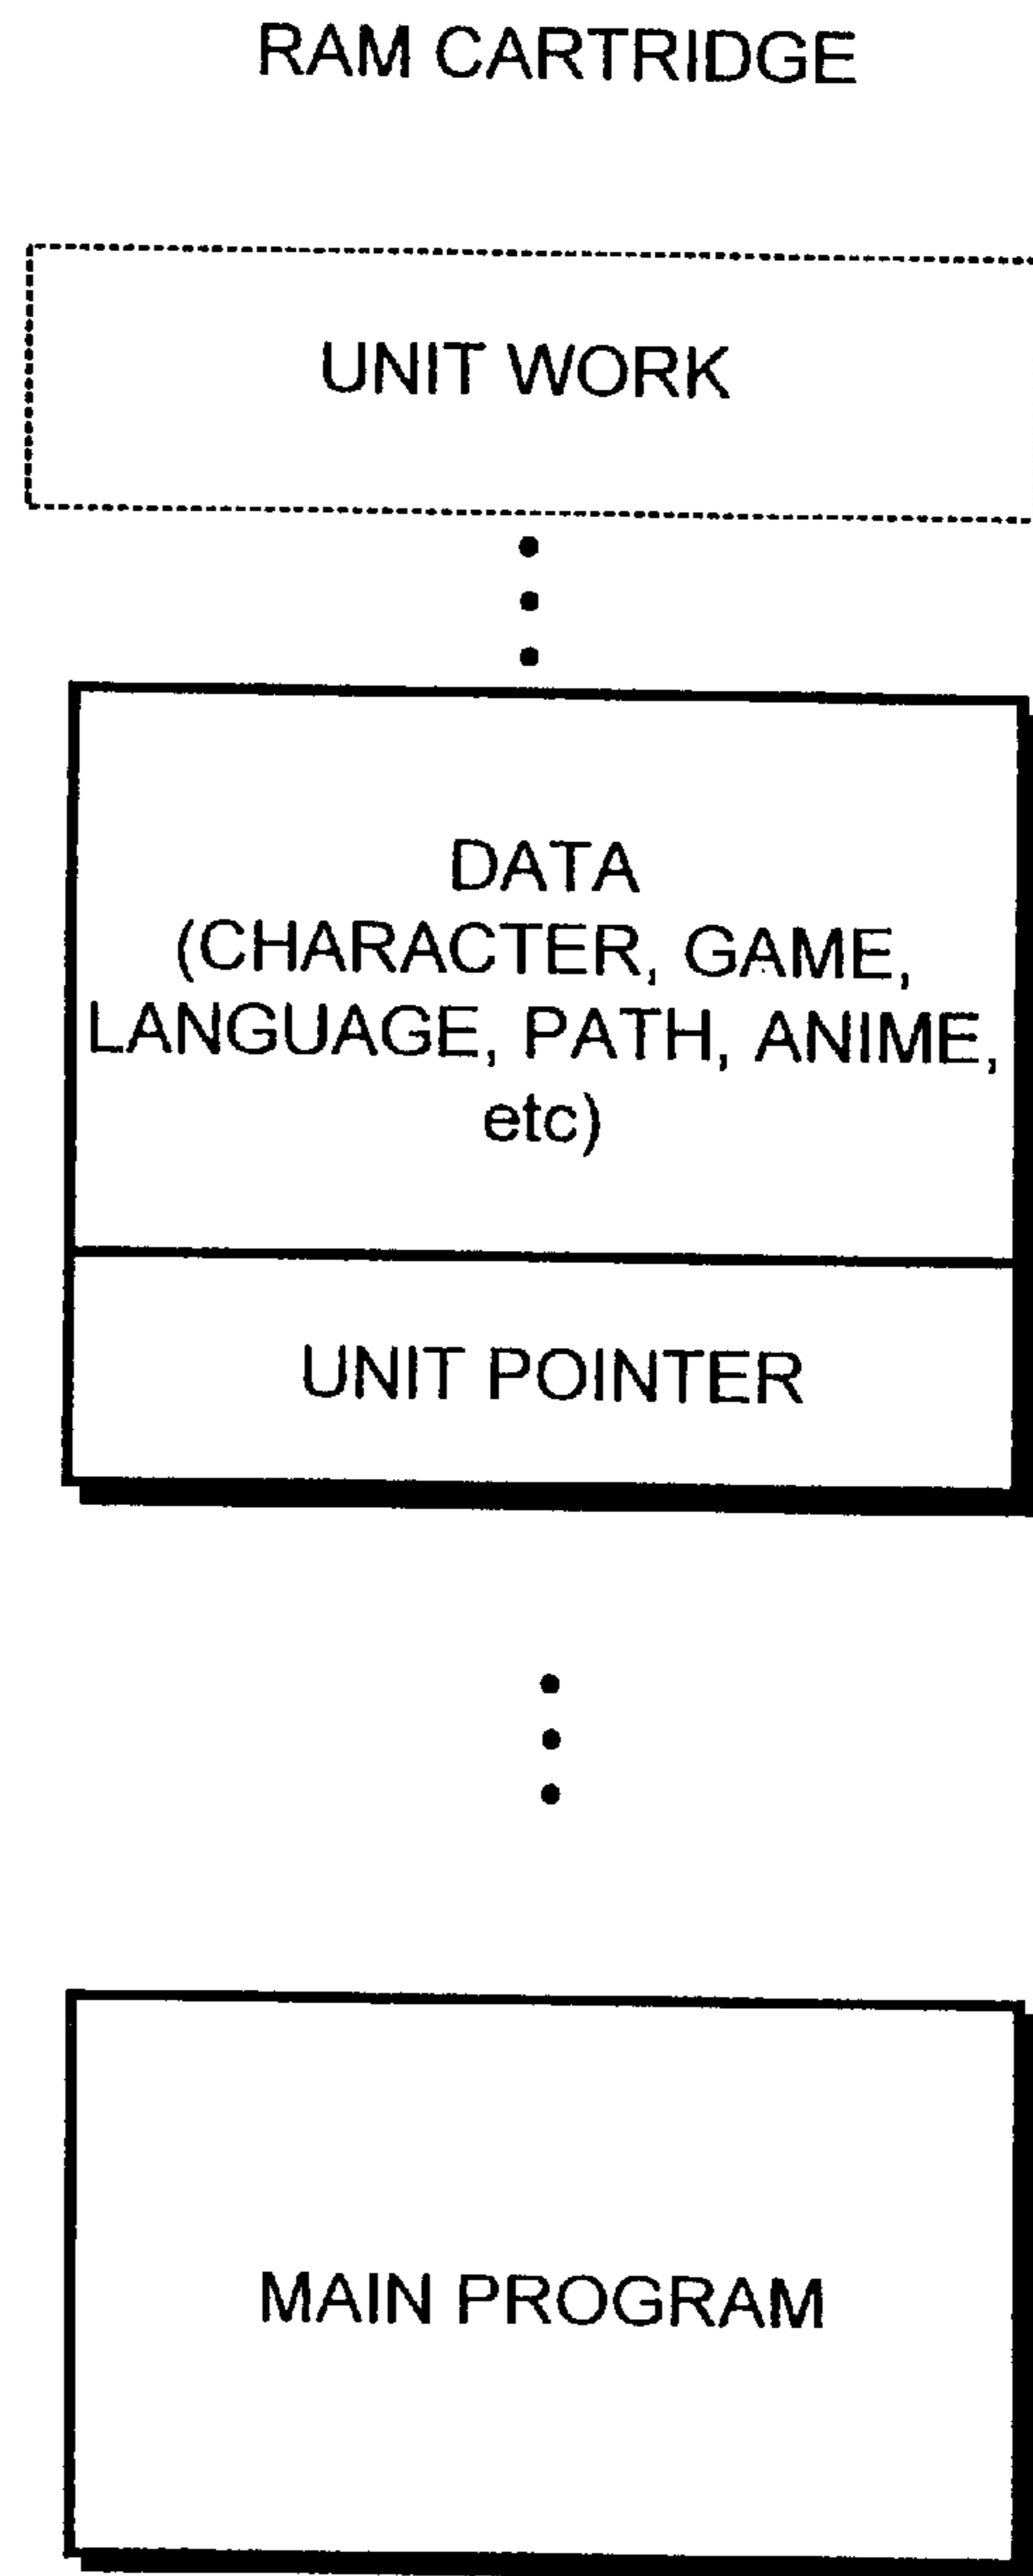 RAM CARTRIDGE
UNIT WORK
DATA
(CHARACTER, GAME,
LANGUAGE, PATH, ANIME,
etc)
UNIT POINTER
MAIN PROGRAM